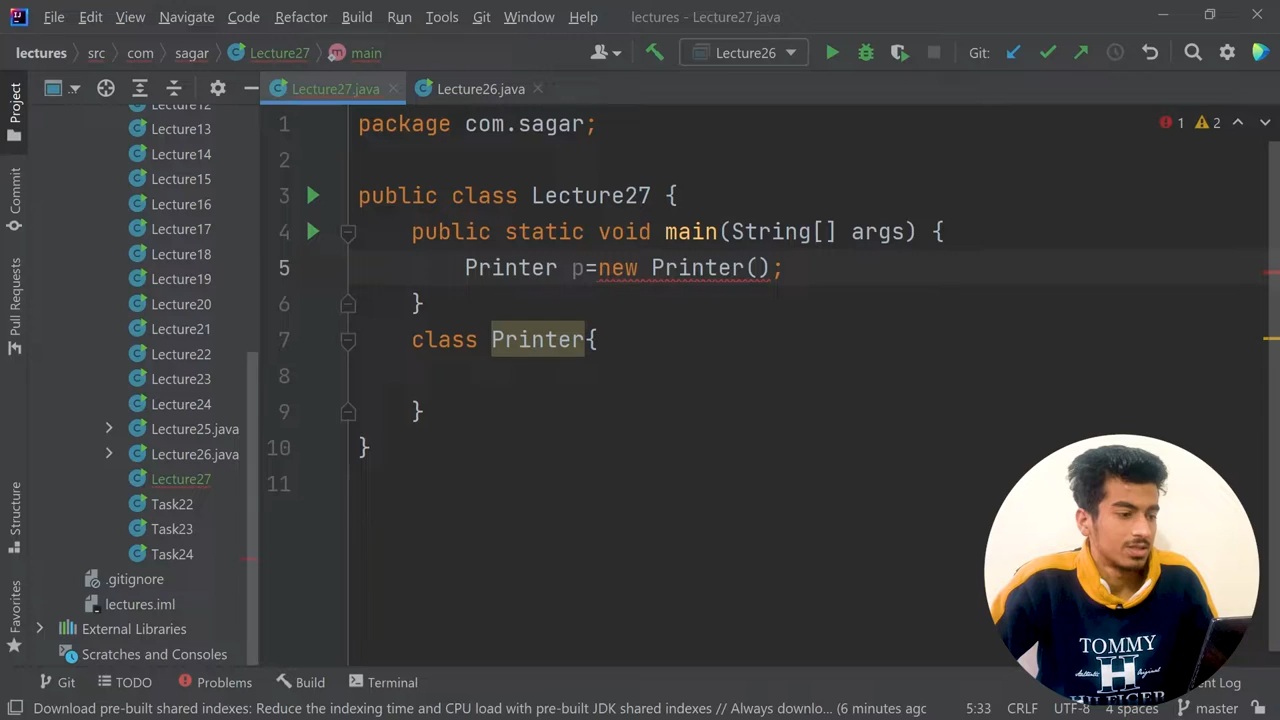 File Edit View Navigate Code Refactor Build Run Tools Git Window Help lectures - Lecture27.java
lectures src com sagar Lecture27 main Lecture26 Git:
Project
Commit
Pull Requests
Structure
Favorites
Lecture12
Lecture13
Lecture14
Lecture15
Lecture16
Lecture17
Lecture18
Lecture19
Lecture20
Lecture21
Lecture22
Lecture23
Lecture24
Lecture25.java
Lecture26.java
Lecture27
Task22
Task23
Task24
.gitignore
lectures.iml
External Libraries
Scratches and Consoles
Lecture27.java Lecture26.java
1 2
1 package com.sagar;
2
3 public class Lecture27 {
4 public static void main(String[] args) {
5 Printer p=new Printer();
6 }
7 class Printer{
8
9 }
10 }
11
TOMMY
Authentic Original
H
HILFIGER
Git TODO Problems Build Terminal Log
Download pre-built shared indexes: Reduce the indexing time and CPU load with pre-built JDK shared indexes // Always downlo... (6 minutes ago) 5:33 CRLF UTF-8 4 spaces master